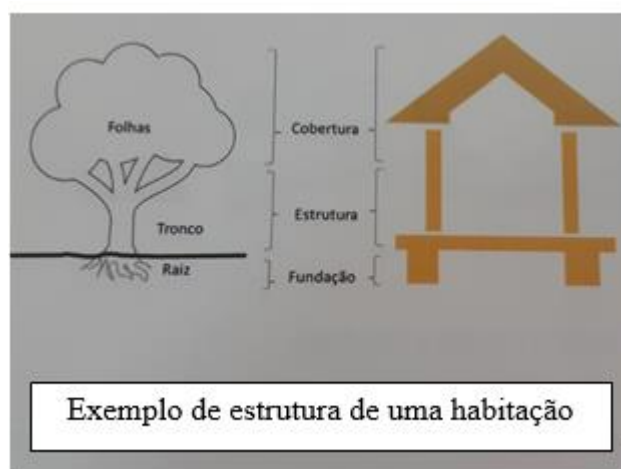 Folhas
Cobertura
Tronco
Estrutura
Raiz
Fundação
Exemplo de estrutura de uma habitação